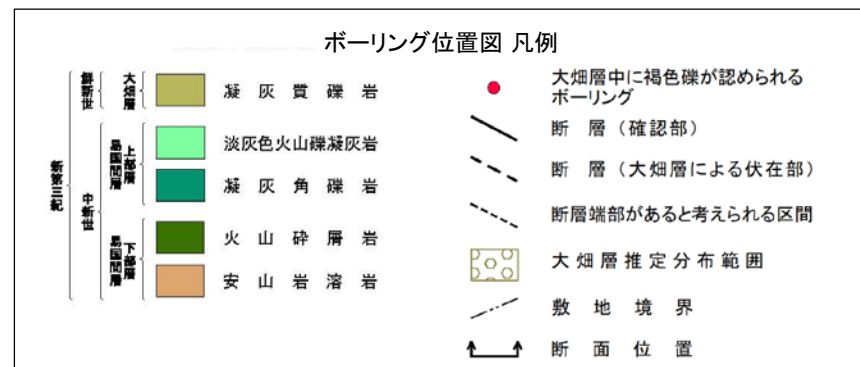 ボーリング位置図 凡例
新第三紀
鮮新世
大畑層
凝灰質礫岩
中新世
易国間層
上部層
淡灰色火山礫凝灰岩
凝灰角礫岩
易国間層
下部層
火山砕屑岩
安山岩溶岩
大畑層中に褐色礫が認められる
ボーリング
断層（確認部）
断層（大畑層による伏在部）
断層端部があると考えられる区間
大畑層推定分布範囲
敷地境界
断面位置